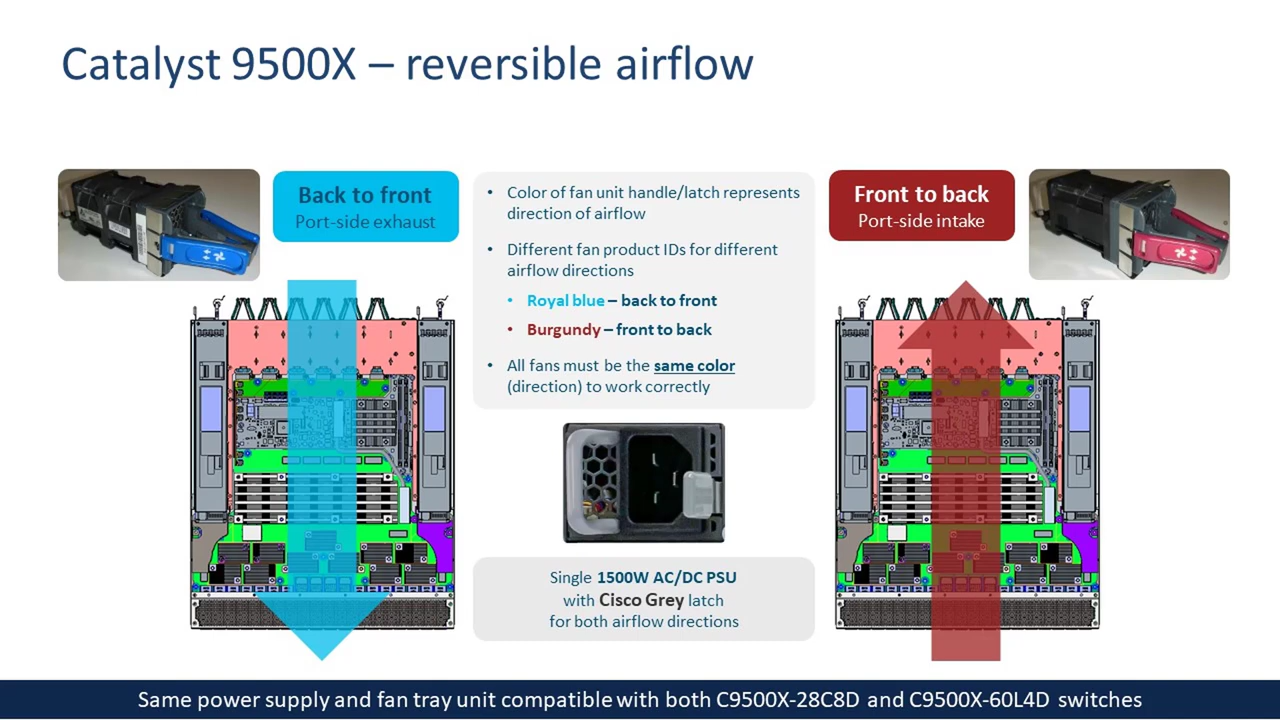 Catalyst 9500X – reversible airflow
Back to front
Port-side exhaust
• Color of fan unit handle/latch represents
direction of airflow
• Different fan product IDs for different
airflow directions
• Royal blue – back to front
• Burgundy – front to back
• All fans must be the same color
(direction) to work correctly
Front to back
Port-side intake
Single 1500W AC/DC PSU
with Cisco Grey latch
for both airflow directions
Same power supply and fan tray unit compatible with both C9500X-28C8D and C9500X-60L4D switches